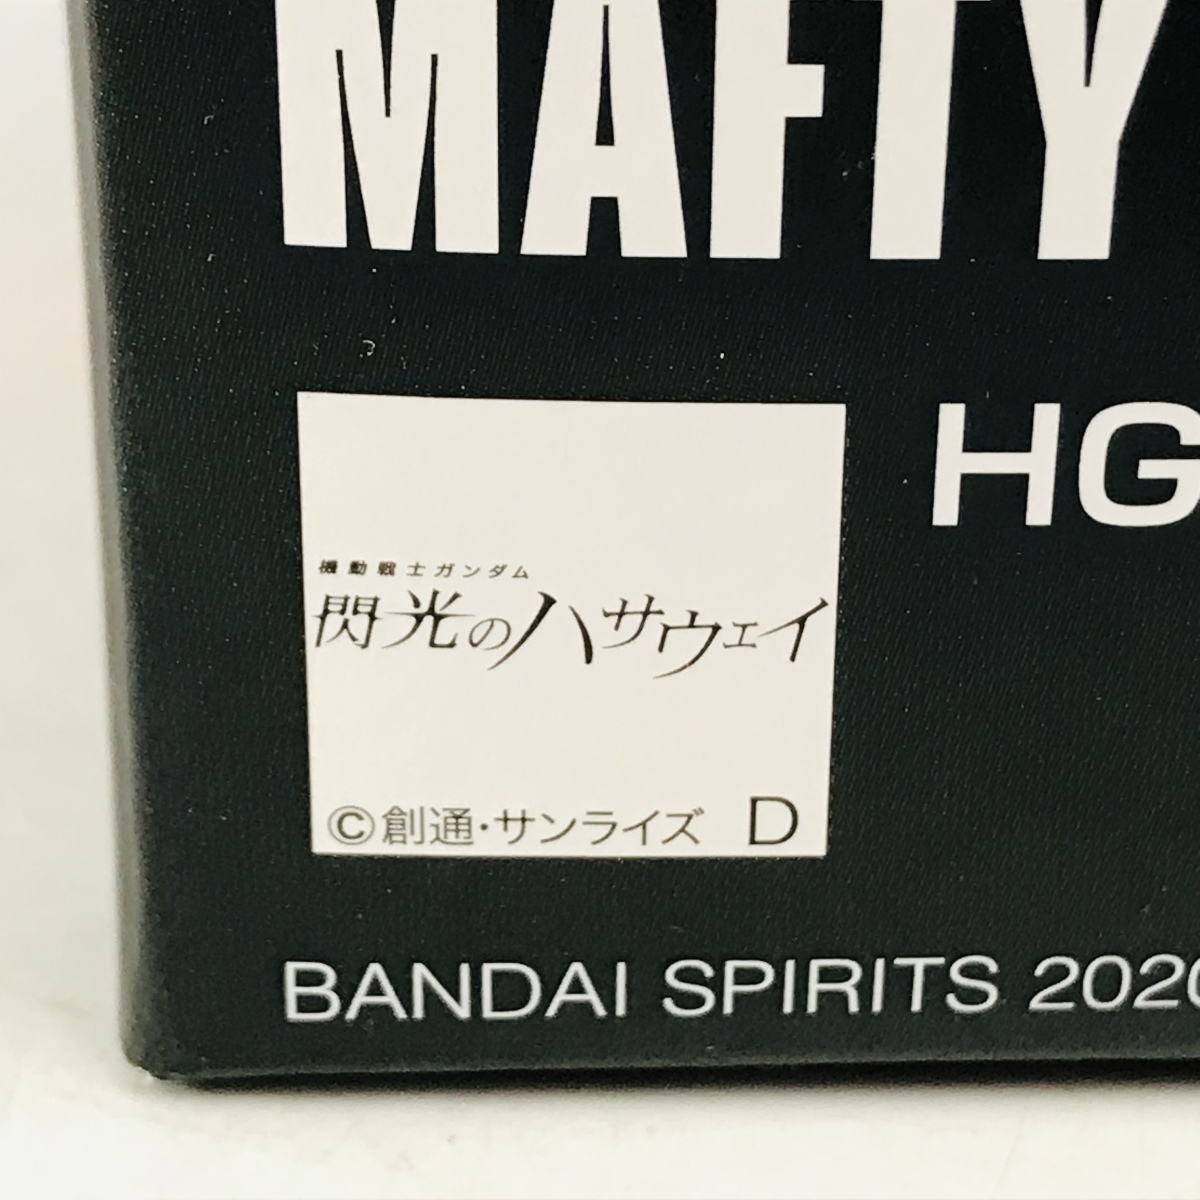 MAFTY
HG
機動戦士ガンダム
閃光のハサウェイ
©創通・サンライズ D
BANDAI SPIRITS 2020